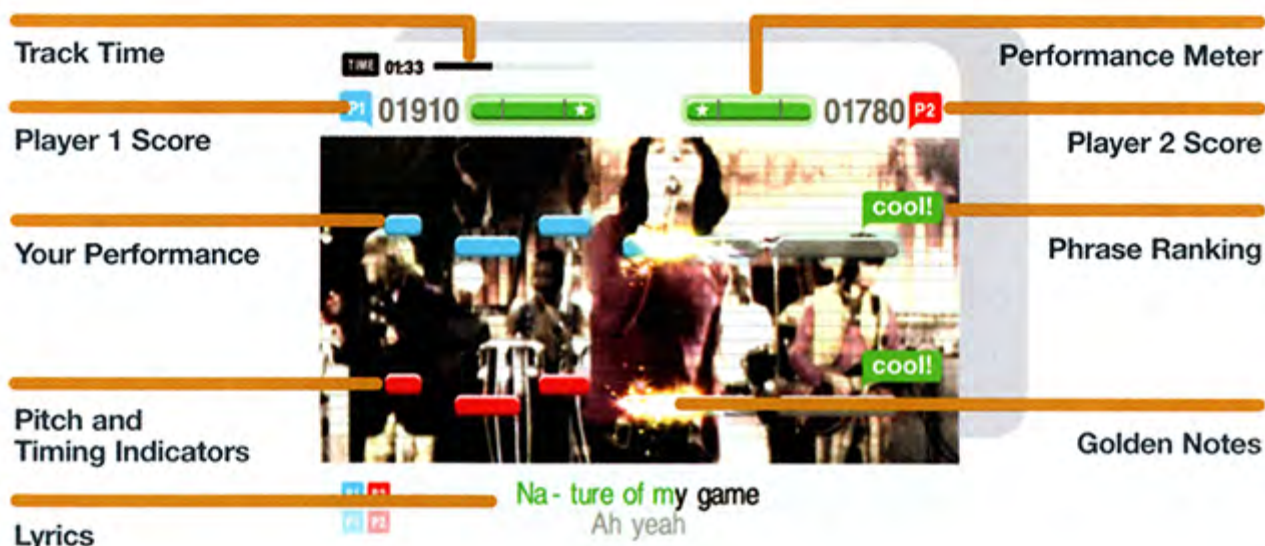 Track Time
Performance Meter
TIME 01:33
P1 01910
01780 P2
Player 1 Score
Player 2 Score
cool!
Your Performance
Phrase Ranking
cool!
Pitch and
Timing Indicators
Golden Notes
P1 P2
Na - ture of my game
P1 P2
Ah yeah
Lyrics